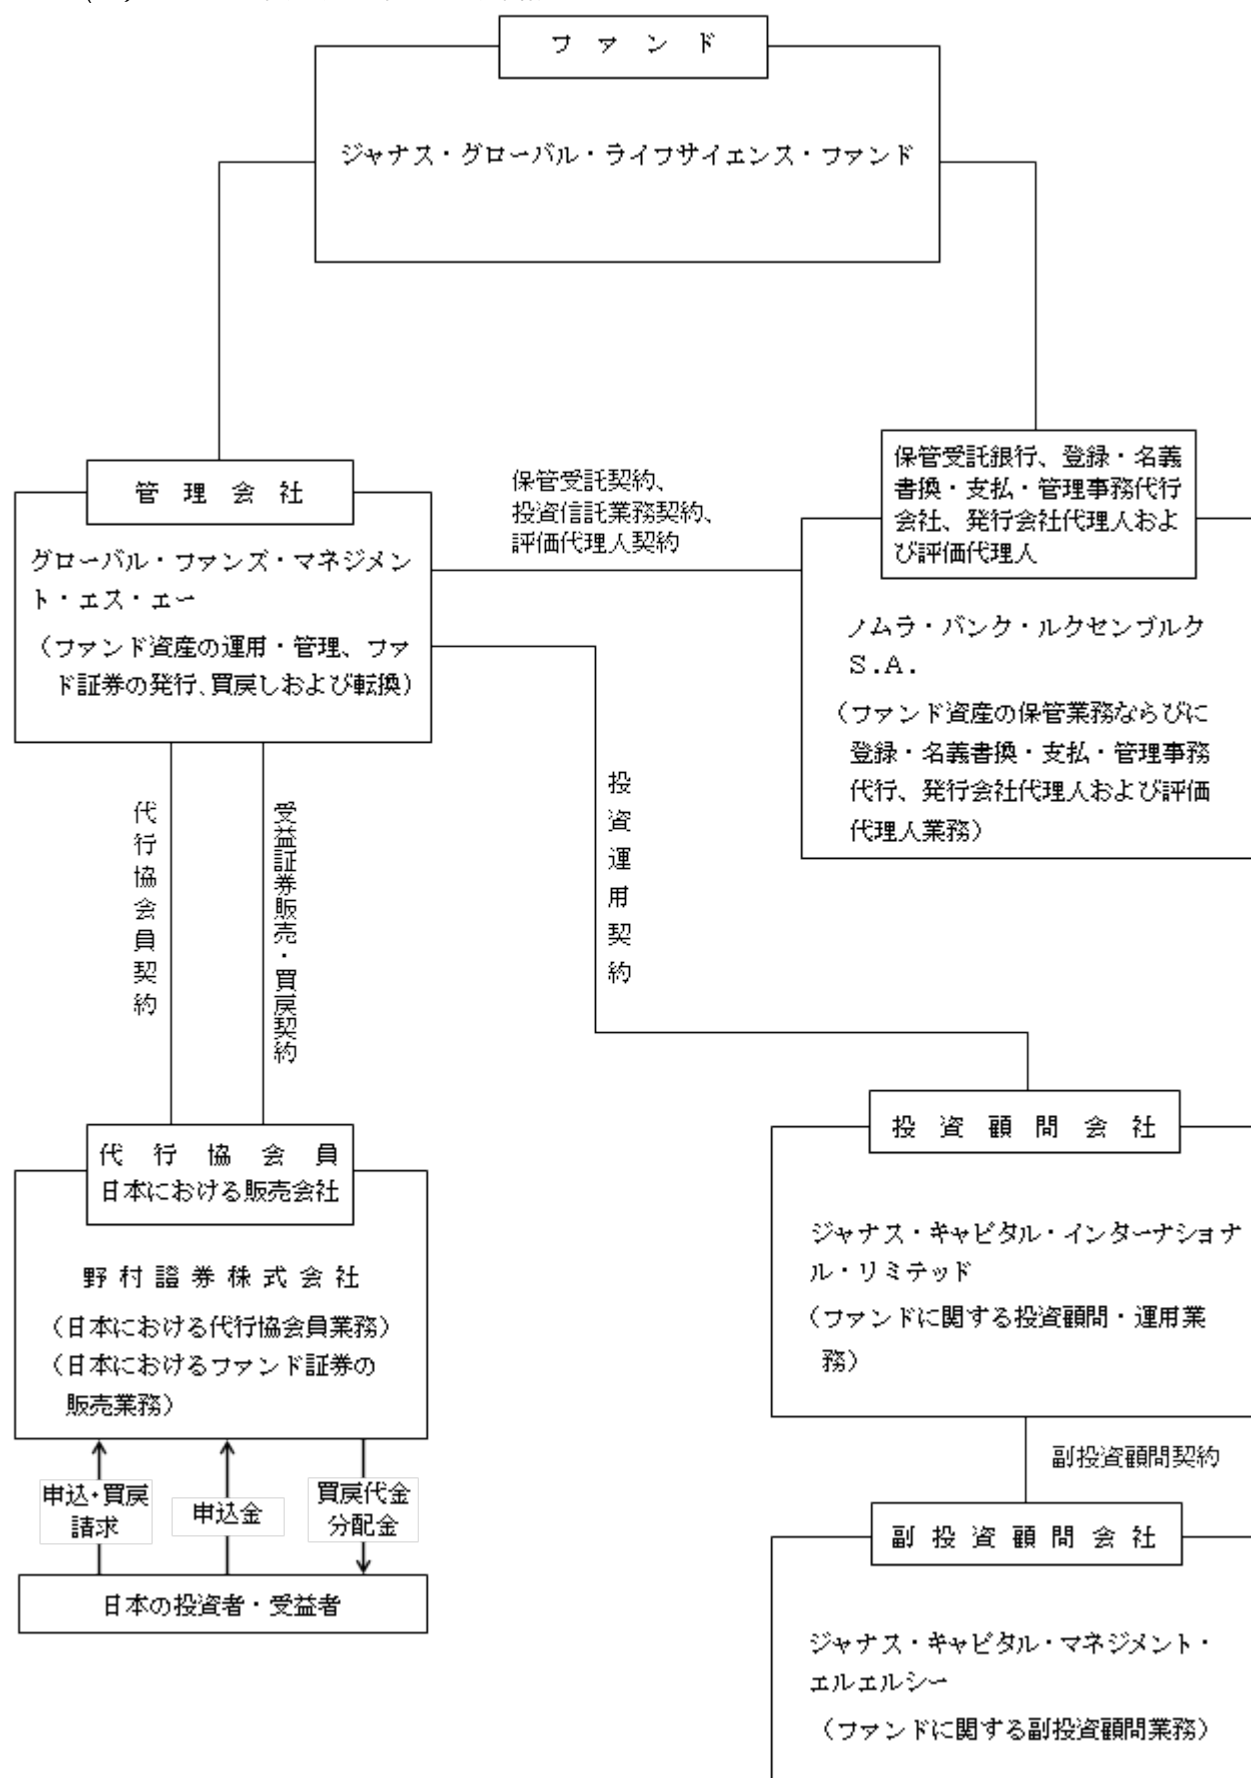 ファンド
ジャナス・グローバル・ライフサイエンス・ファンド
管理会社
グローバル・ファンズ・マネジメン
ト・エス・エー
（ファンド資産の運用・管理、ファ
ド証券の発行、買戻しおよび転換）
保管受託契約、
投資信託業務契約、
評価代理人契約
保管受託銀行、登録・名義
書換・支払・管理事務代行
会社、発行会社代理人およ
び評価代理人
ノムラ・バンク・ルクセンブルク
Ｓ.Ａ.
（ファンド資産の保管業務ならびに
登録・名義書換・支払・管理事務
代行、発行会社代理人および評価
代理人業務）
代行協会員契約
受益証券販売・買戻契約
投資運用契約
代行協会員
日本における販売会社
野村證券株式会社
（日本における代行協会員業務）
（日本におけるファンド証券の
販売業務）
投資顧問会社
ジャナス・キャピタル・インターナショナ
ル・リミテッド
（ファンドに関する投資顧問・運用業
務）
副投資顧問契約
申込・買戻
請求
申込金
買戻代金
分配金
日本の投資者・受益者
副投資顧問会社
ジャナス・キャピタル・マネジメント・
エルエルシー
（ファンドに関する副投資顧問業務）